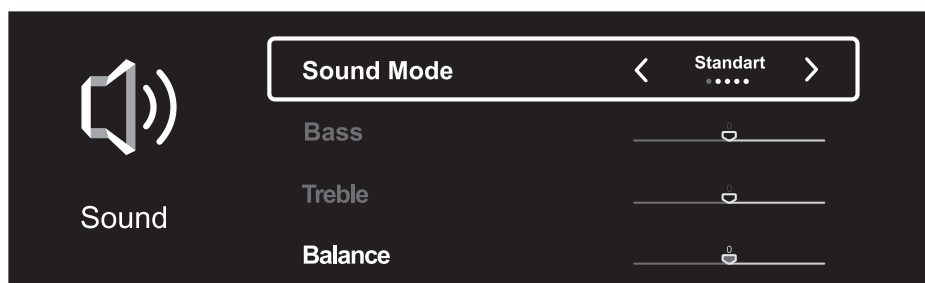 Sound Mode
Standart
Bass
0
Treble
0
Sound
Balance
0